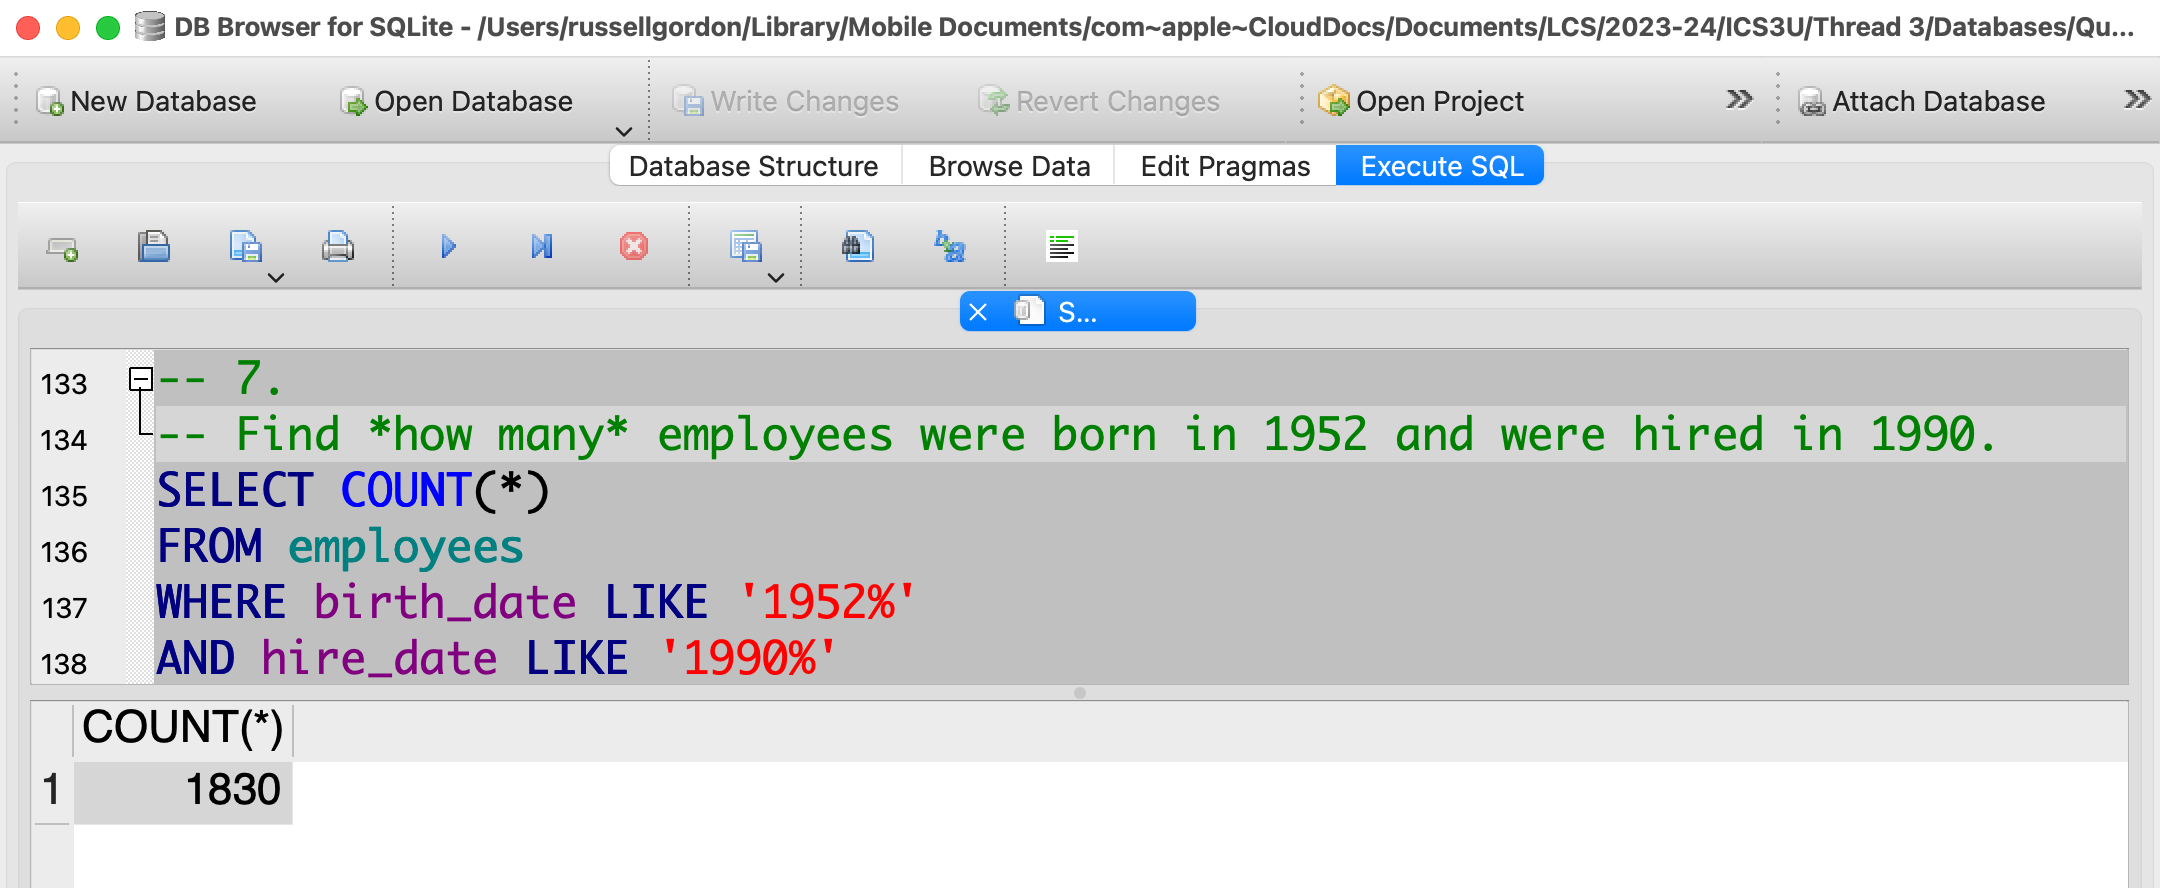 DB Browser for SQLite - /Users/russellgordon/Library/Mobile Documents/com~apple~CloudDocs/Documents/LCS/2023-24/ICS3U/Thread 3/Databases/Qu...
New Database Open Database Write Changes Revert Changes Open Project Attach Database
Database Structure Browse Data Edit Pragmas Execute SQL
S...
133 -- 7.
134 -- Find *how many* employees were born in 1952 and were hired in 1990.
135 SELECT COUNT(*)
136 FROM employees
137 WHERE birth_date LIKE '1952%'
138 AND hire_date LIKE '1990%'
COUNT(*)
1 1830